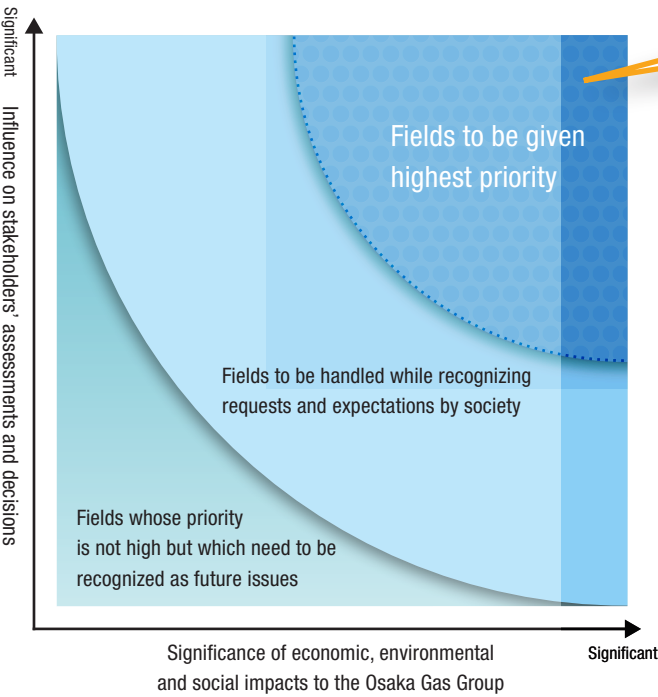 Significant
Influence on stakeholders’ assessments and decisions
Fields to be given
highest priority
Fields to be handled while recognizing
requests and expectations by society
Fields whose priority
is not high but which need to be
recognized as future issues
Significance of economic, environmental
and social impacts to the Osaka Gas Group
Significant